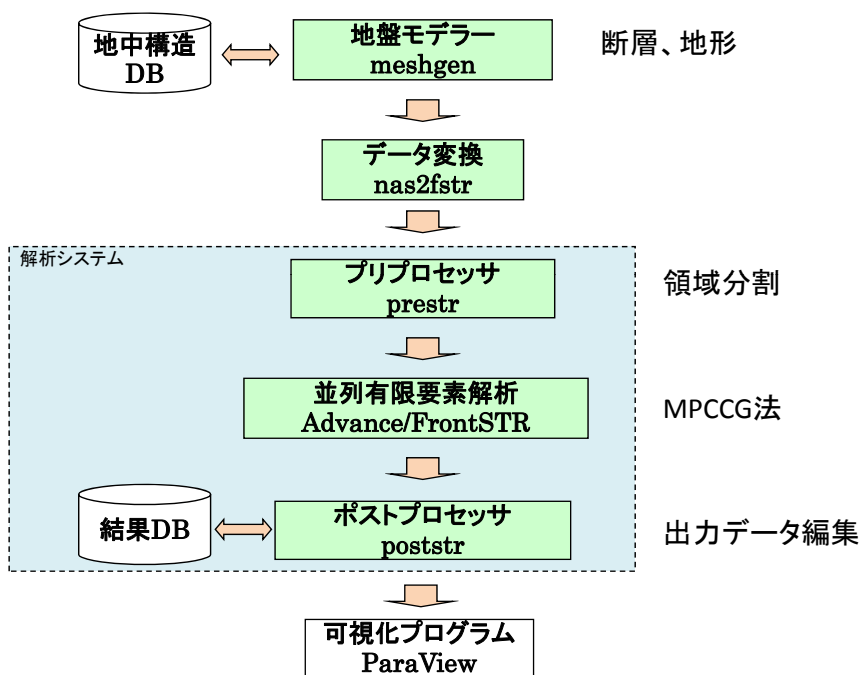 地中構造
DB
地盤モデラー
meshgen
断層、地形
データ変換
nas2fstr
解析システム
プリプロセッサ
prestr
領域分割
並列有限要素解析
Advance/FrontSTR
MPCCG法
結果DB
ポストプロセッサ
poststr
出力データ編集
可視化プログラム
ParaView